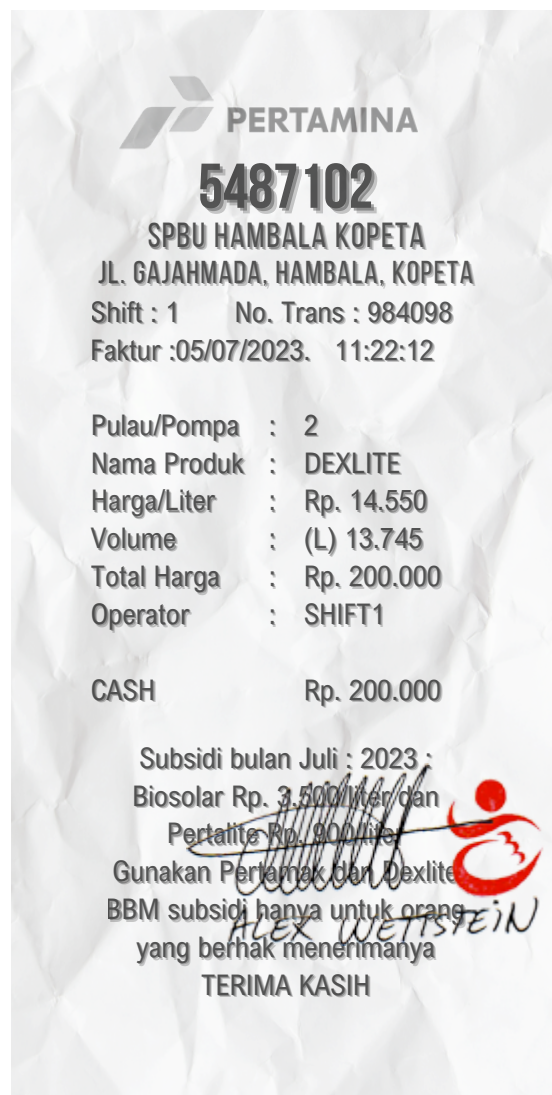 PERTAMINA
5487102
SPBU HAMBALA KOPETA
JL. GAJAHMADA, HAMBALA, KOPETA
Shift : 1 No. Trans : 984098
Faktur :05/07/2023. 11:22:12
Pulau/Pompa : 2
Nama Produk : DEXLITE
Harga/Liter : Rp. 14.550
Volume : (L) 13.745
Total Harga : Rp. 200.000
Operator : SHIFT1
CASH Rp. 200.000
Subsidi bulan Juli : 2023 :
Biosolar Rp. 3.500/liter dan
Pertalite Rp. 900/liter
Gunakan Pertamax dan Dexlite
BBM subsidi hanya untuk orang
ALEX WETTSTEIN
yang berhak menerimanya
TERIMA KASIH